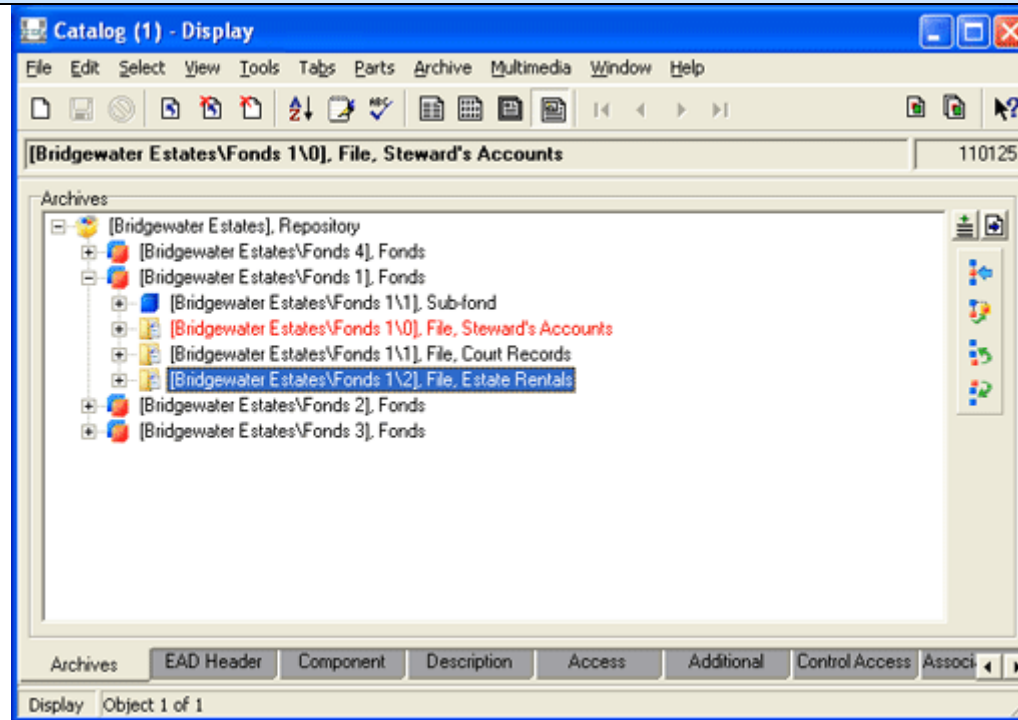 Catalog (1) - Display
File Edit Select View Tools Tabs Parts Archive Multimedia Window Help
[Bridgewater Estates\Fonds 1\0], File, Steward's Accounts 110125
Archives
[Bridgewater Estates], Repository
[Bridgewater Estates\Fonds 4], Fonds
[Bridgewater Estates\Fonds 1], Fonds
[Bridgewater Estates\Fonds 1\1], Sub-fond
[Bridgewater Estates\Fonds 1\0], File, Steward's Accounts
[Bridgewater Estates\Fonds 1\1], File, Court Records
[Bridgewater Estates\Fonds 1\2], File, Estate Rentals
[Bridgewater Estates\Fonds 2], Fonds
[Bridgewater Estates\Fonds 3], Fonds
Archives EAD Header Component Description Access Additional Control Access Associ
Display Object 1 of 1